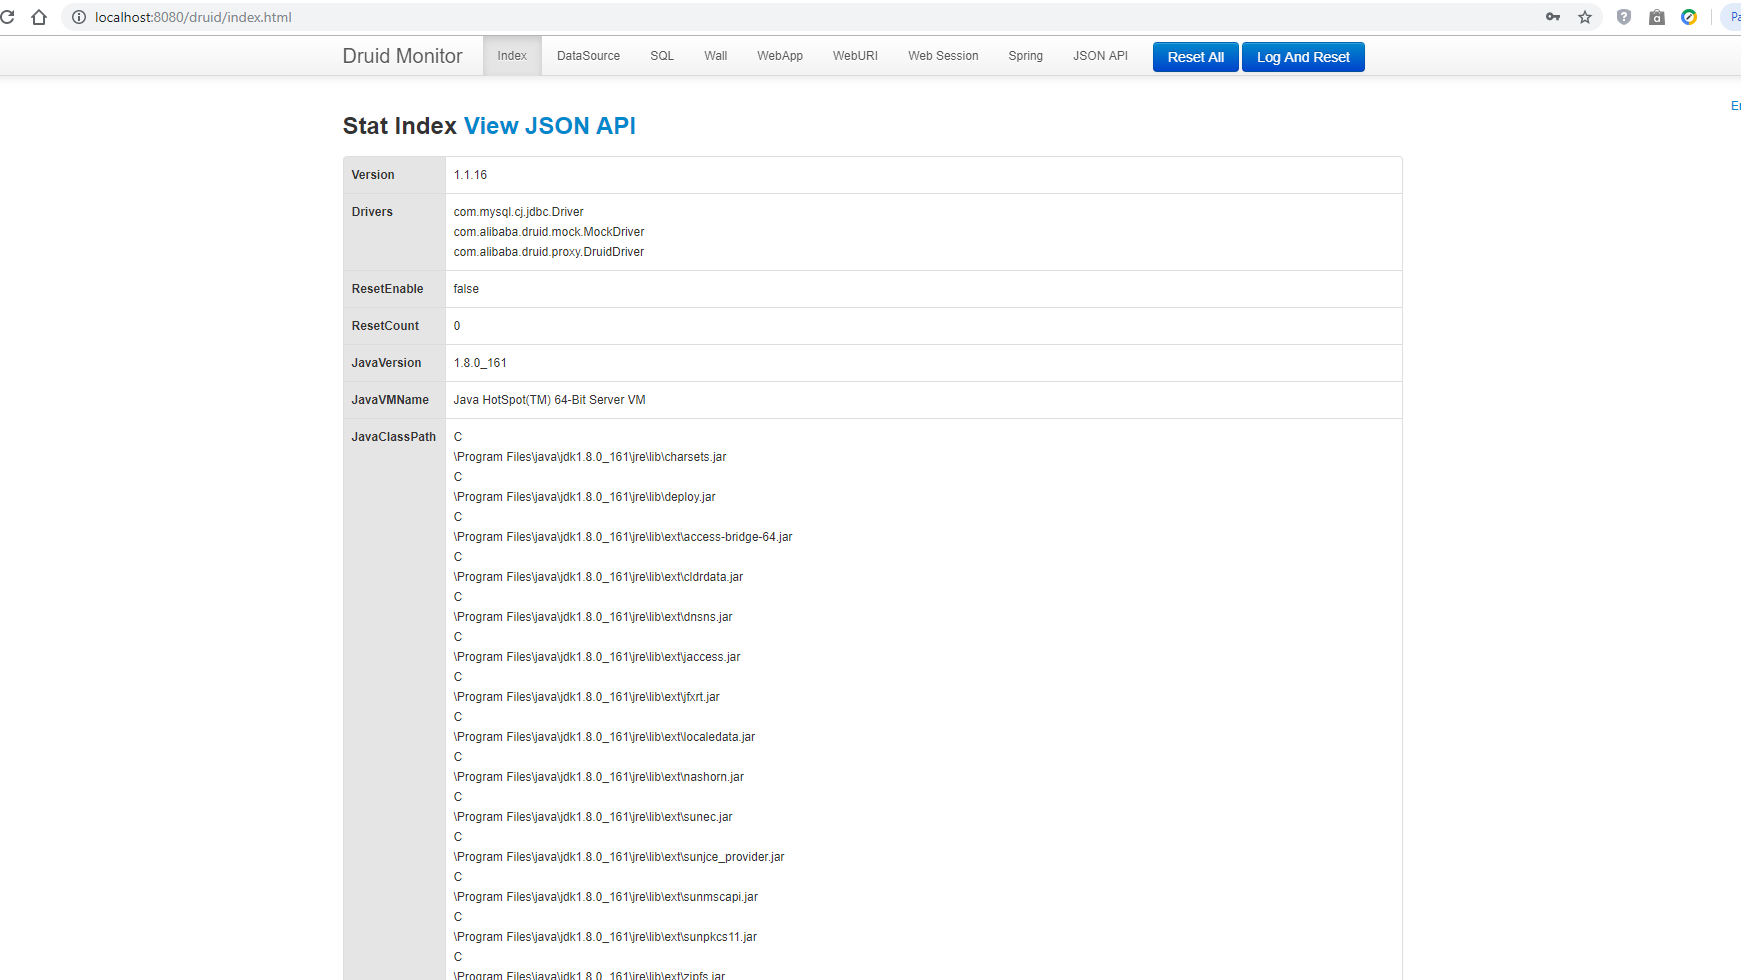 localhost:8080/druid/index.html
Druid Monitor Index DataSource SQL Wall WebApp WebURI Web Session Spring JSON API Reset All Log And Reset
Stat Index View JSON API
Version 1.1.16
Drivers com.mysql.cj.jdbc.Driver
com.alibaba.druid.mock.MockDriver
com.alibaba.druid.proxy.DruidDriver
ResetEnable false
ResetCount 0
JavaVersion 1.8.0_161
JavaVMName Java HotSpot(TM) 64-Bit Server VM
JavaClassPath C
\Program Files\java\jdk1.8.0_161\jre\lib\charsets.jar
C
\Program Files\java\jdk1.8.0_161\jre\lib\deploy.jar
C
\Program Files\java\jdk1.8.0_161\jre\lib\ext\access-bridge-64.jar
C
\Program Files\java\jdk1.8.0_161\jre\lib\ext\cldrdata.jar
C
\Program Files\java\jdk1.8.0_161\jre\lib\ext\dnsns.jar
C
\Program Files\java\jdk1.8.0_161\jre\lib\ext\jaccess.jar
C
\Program Files\java\jdk1.8.0_161\jre\lib\ext\jfxrt.jar
C
\Program Files\java\jdk1.8.0_161\jre\lib\ext\localedata.jar
C
\Program Files\java\jdk1.8.0_161\jre\lib\ext\nashorn.jar
C
\Program Files\java\jdk1.8.0_161\jre\lib\ext\sunec.jar
C
\Program Files\java\jdk1.8.0_161\jre\lib\ext\sunjce_provider.jar
C
\Program Files\java\jdk1.8.0_161\jre\lib\ext\sunmscapi.jar
C
\Program Files\java\jdk1.8.0_161\jre\lib\ext\sunpkcs11.jar
C
\Program Files\java\jdk1.8.0_161\jre\lib\ext\zipfs.jar